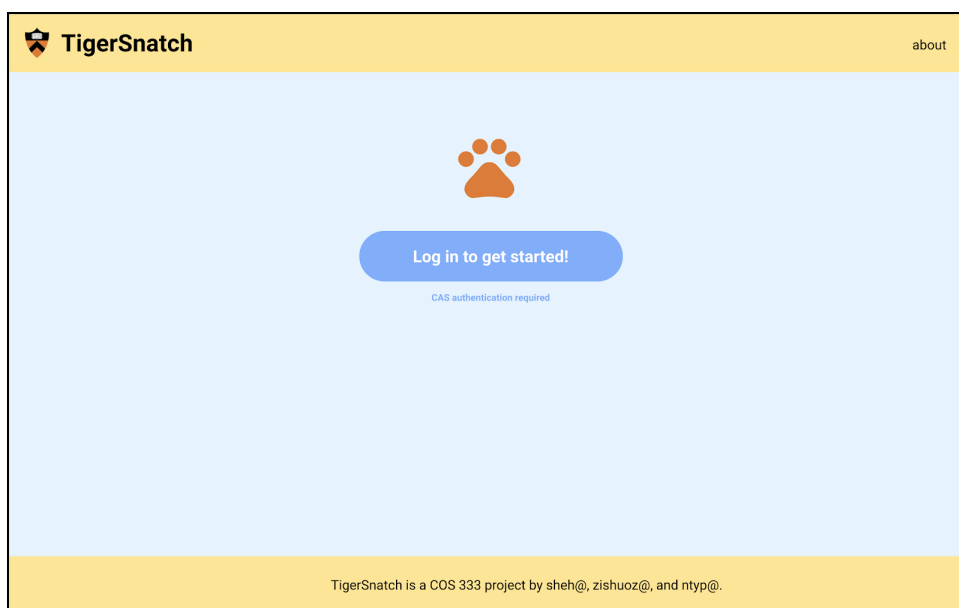 TigerSnatch
about
Log in to get started!
CAS authentication required
TigerSnatch is a COS 333 project by sheh@, zishuoz@, and ntyp@.